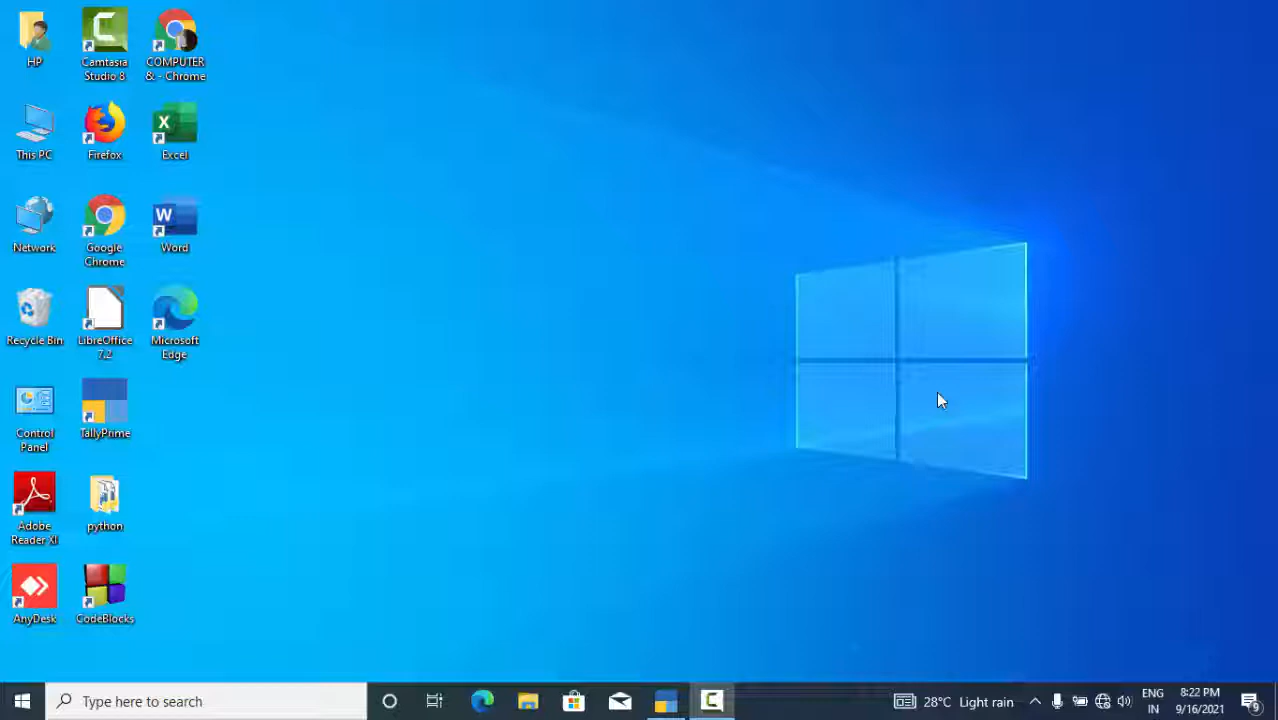 HP
Camtasia
Studio 8
COMPUTER
& - Chrome
This PC
Firefox
Excel
Network
Google
Chrome
Word
Recycle Bin
LibreOffice
7.2
Microsoft
Edge
Control
Panel
TallyPrime
Adobe
Reader XI
python
AnyDesk
CodeBlocks
Type here to search
28°C Light rain
ENG
IN
8:22 PM
9/16/2021
9